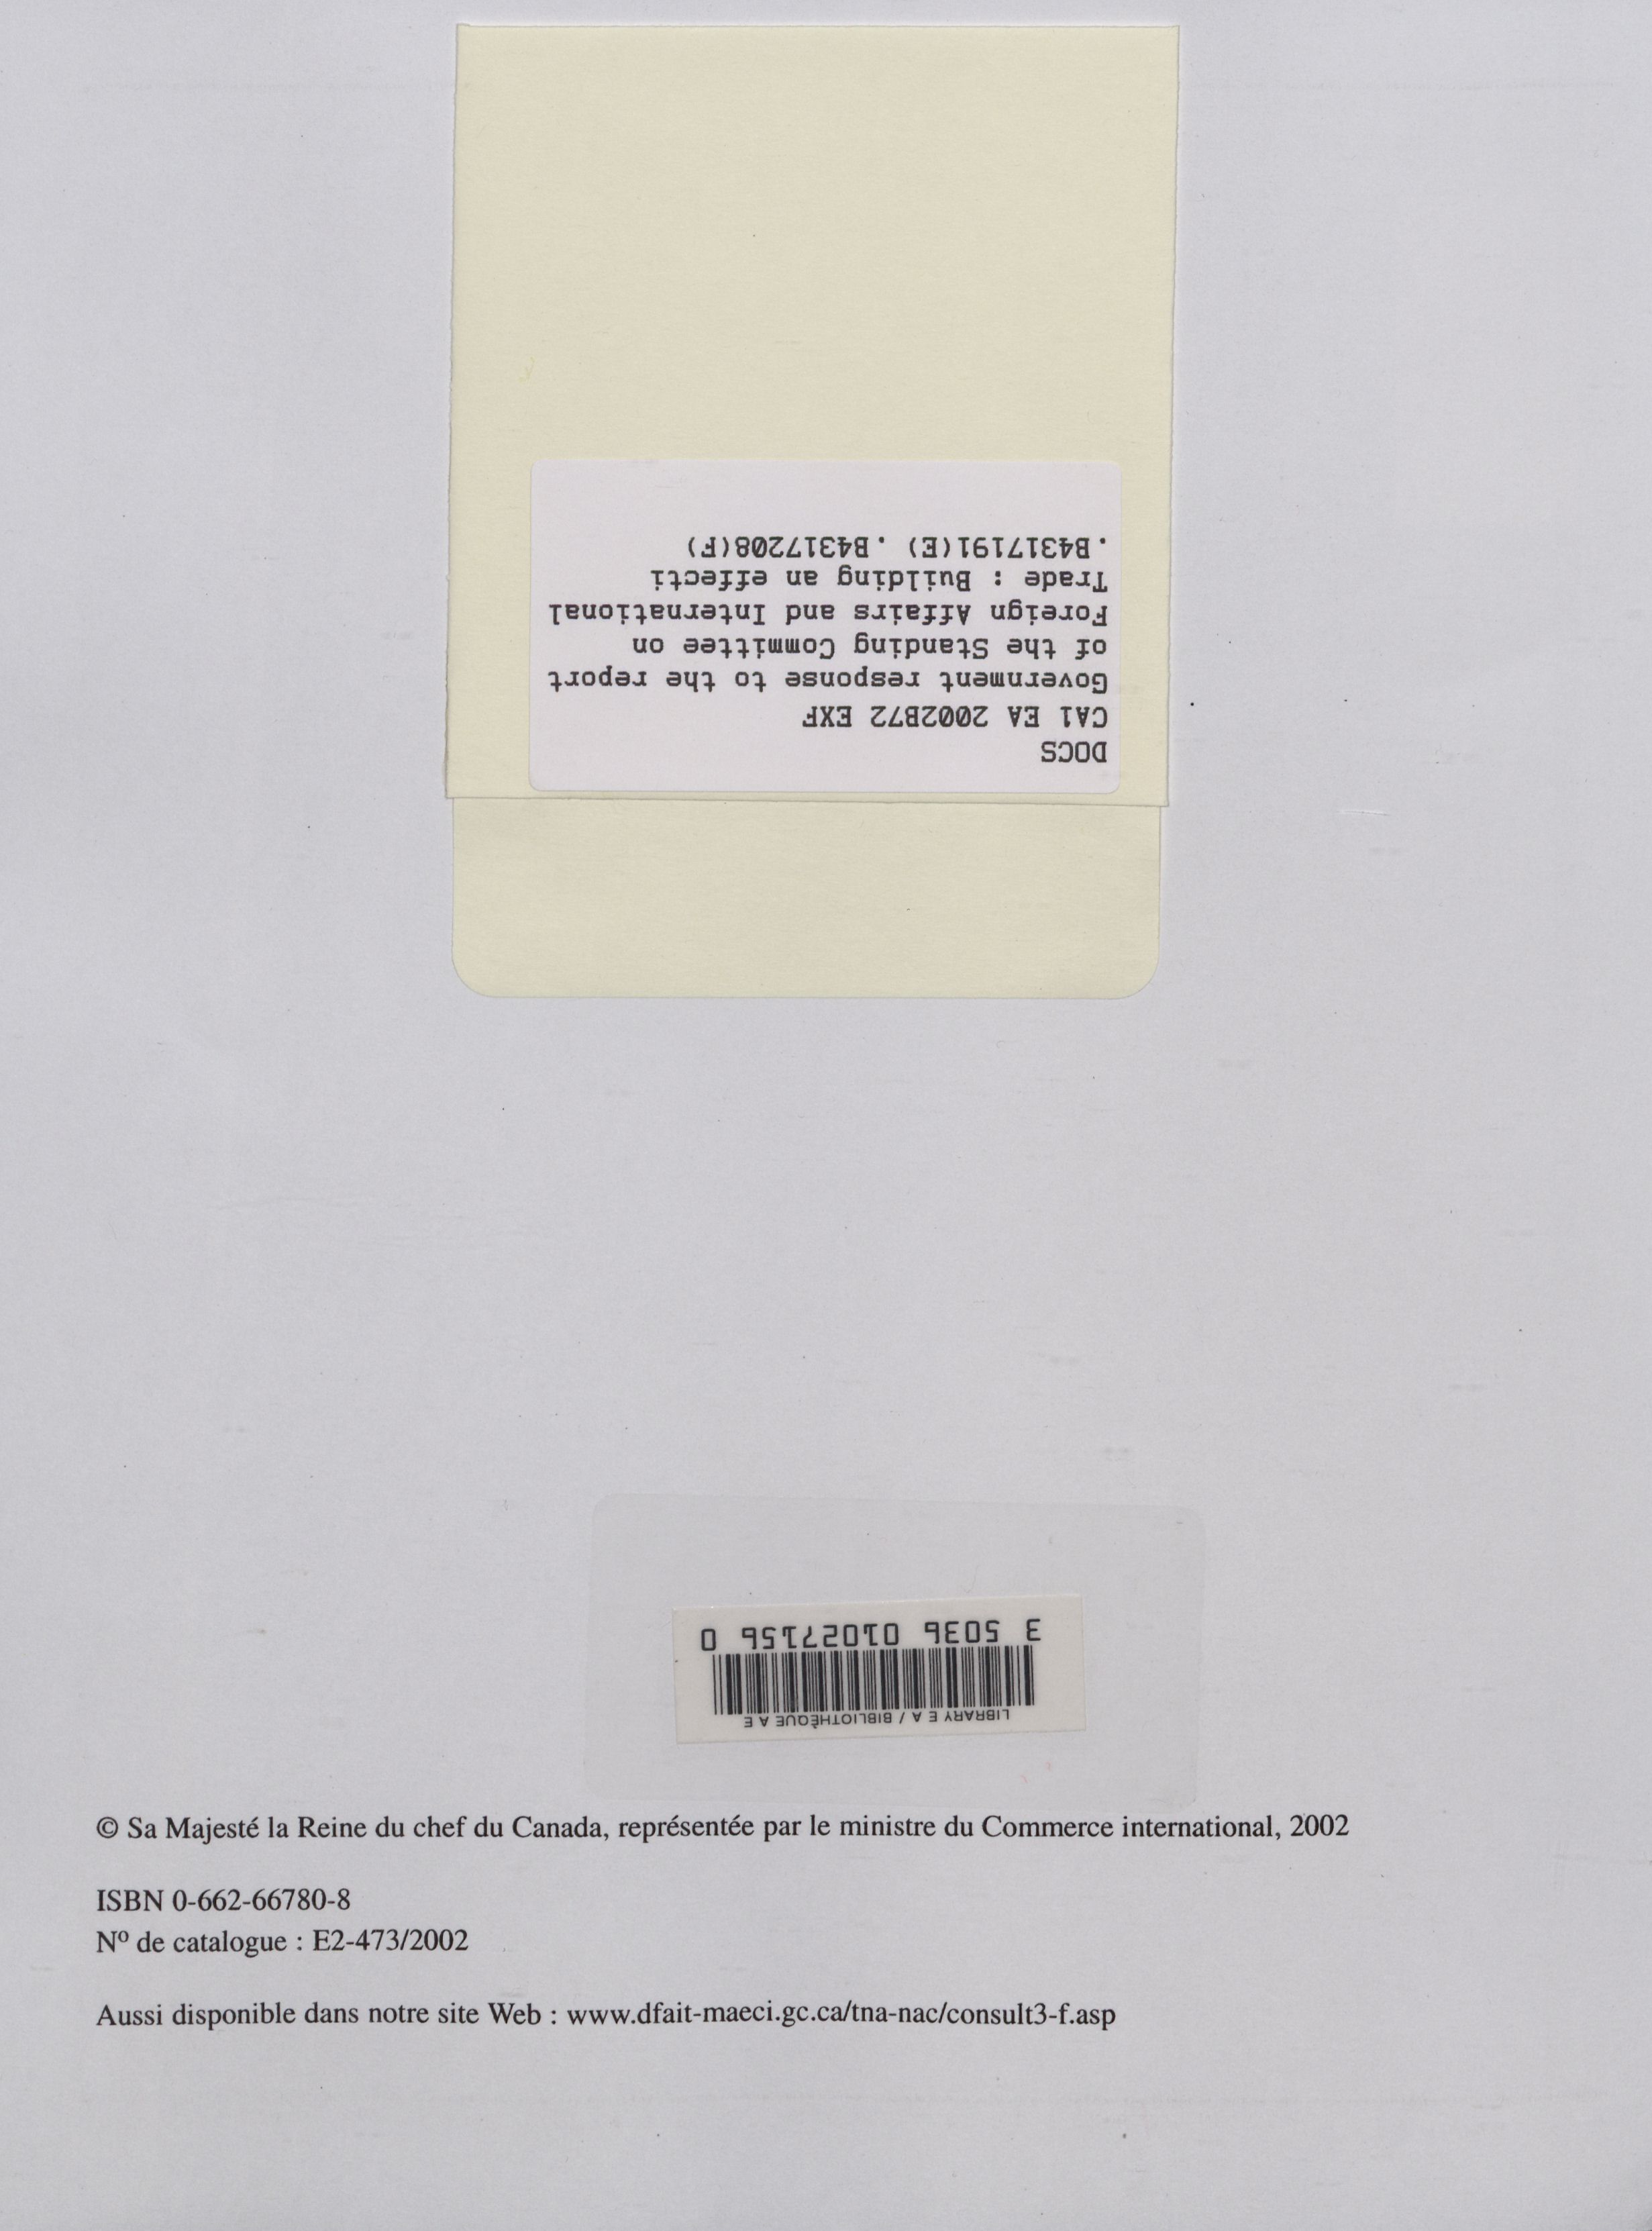 DOCS
CA1 EA 2002B72 EXF
Government response to the report
of the Standing Committee on
Foreign Affairs and International
Trade : Building an effecti
.B4317191(E) .B4317208(F)
LIBRARY E A / BIBLIOTHÈQUE A E
3 5036 01027156 0
© Sa Majesté la Reine du chef du Canada, représentée par le ministre du Commerce international, 2002
ISBN 0-662-66780-8
Nº de catalogue : E2-473/2002
Aussi disponible dans notre site Web : www.dfait-maeci.gc.ca/tna-nac/consult3-f.asp